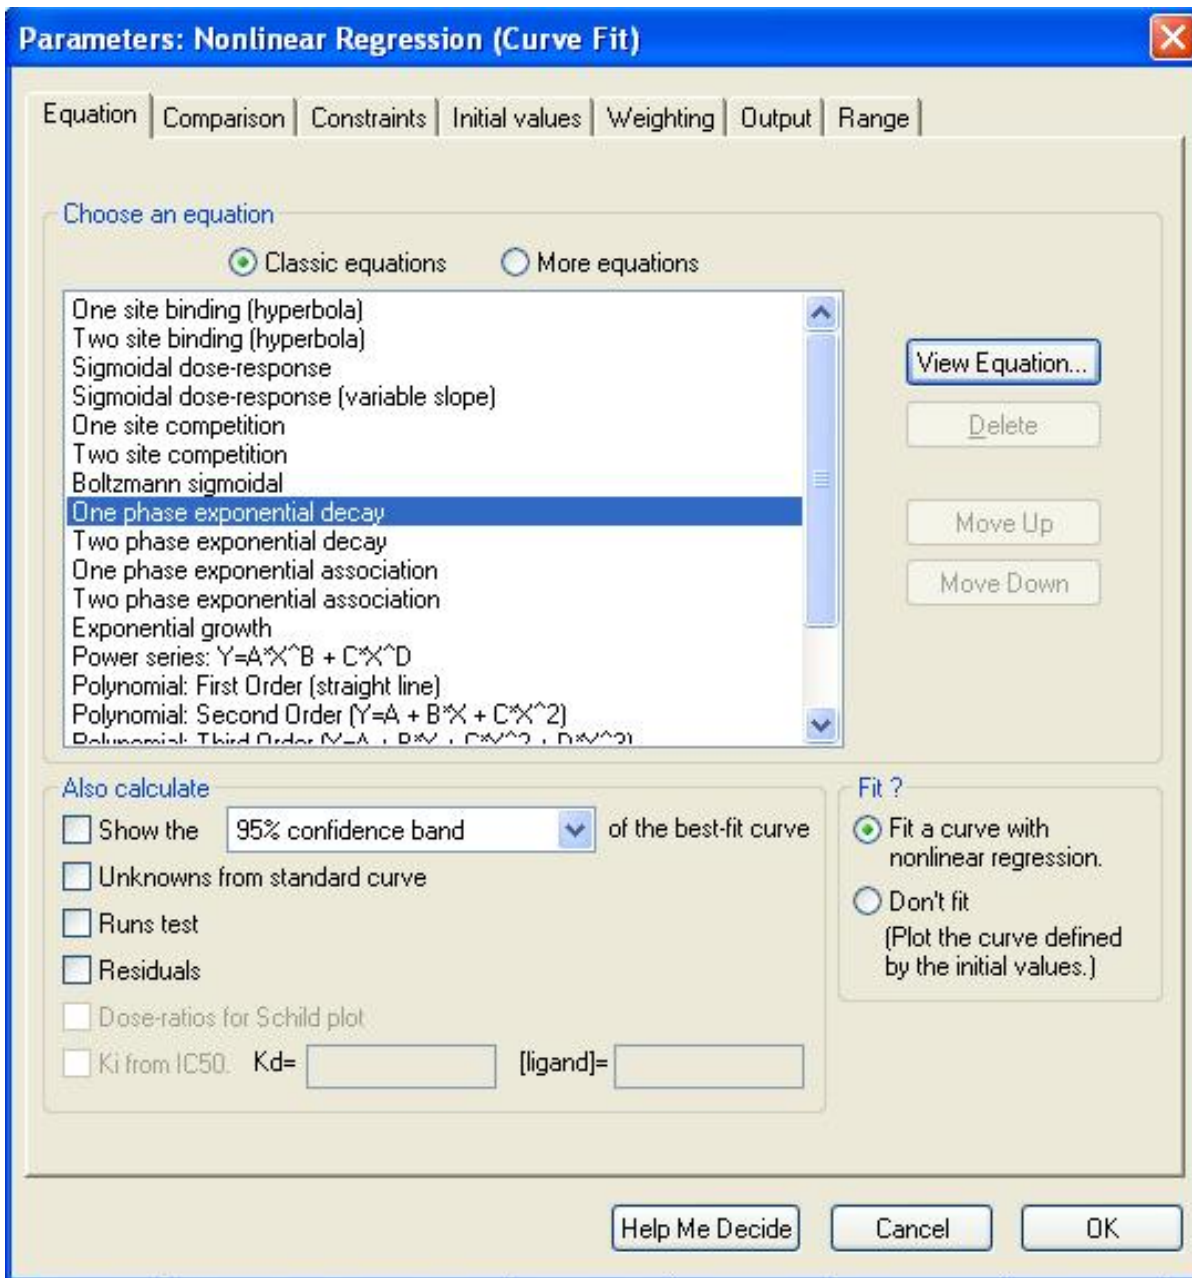 Parameters: Nonlinear Regression (Curve Fit)
Equation Comparison Constraints Initial values Weighting Output Range
Choose an equation
Classic equations More equations
One site binding (hyperbola)
Two site binding (hyperbola)
Sigmoidal dose-response
Sigmoidal dose-response (variable slope)
One site competition
Two site competition
Boltzmann sigmoidal
One phase exponential decay
Two phase exponential decay
One phase exponential association
Two phase exponential association
Exponential growth
Power series: Y=A*X^B + C*X^D
Polynomial: First Order (straight line)
Polynomial: Second Order (Y=A + B*X + C*X^2)
Polynomial: Third Order (Y=A + B*X + C*X^2 + D*X^3)
View Equation...
Delete
Move Up
Move Down
Also calculate
Show the 95% confidence band of the best-fit curve
Unknowns from standard curve
Runs test
Residuals
Dose-ratios for Schild plot
Ki from IC50. Kd= [ligand]=
Fit ?
Fit a curve with
nonlinear regression.
Don't fit
(Plot the curve defined
by the initial values.)
Help Me Decide Cancel OK